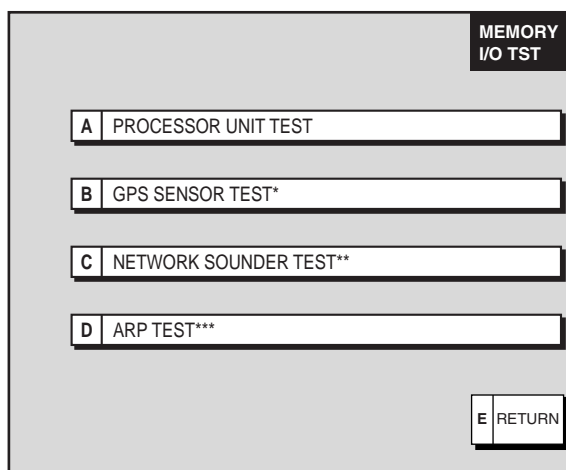 MEMORY
I/O TST
A PROCESSOR UNIT TEST
B GPS SENSOR TEST*
C NETWORK SOUNDER TEST**
D ARP TEST***
E RETURN